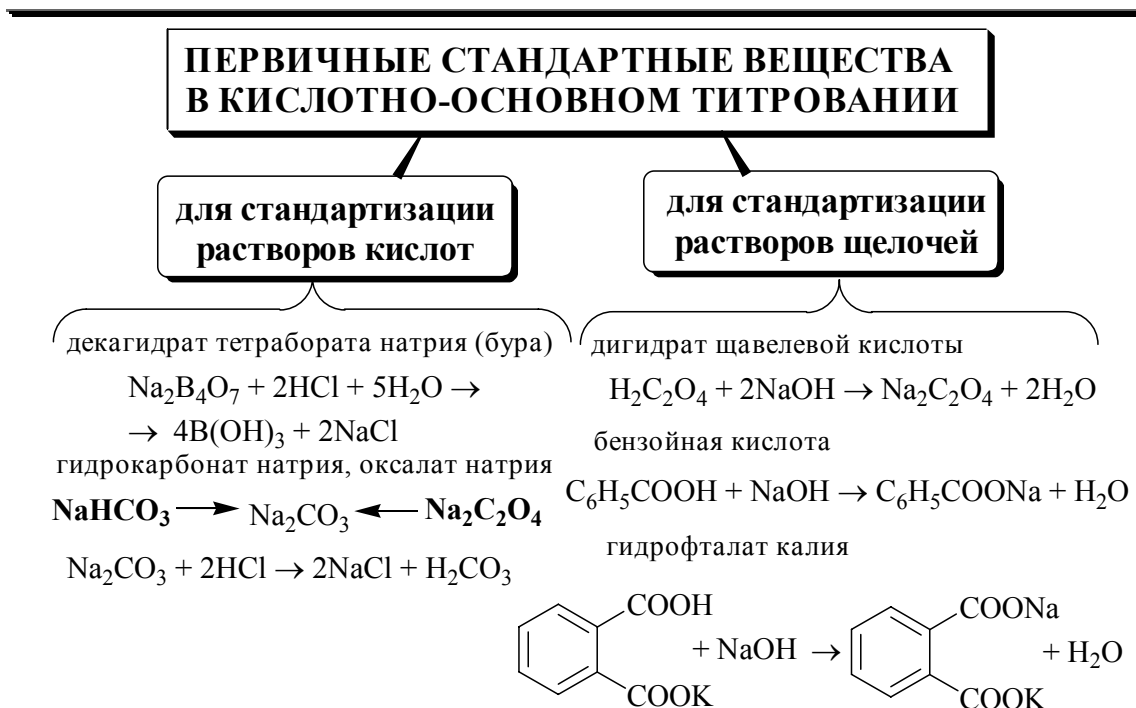 ПЕРВИЧНЫЕ СТАНДАРТНЫЕ ВЕЩЕСТВА
В КИСЛОТНО-ОСНОВНОМ ТИТРОВАНИИ
для стандартизации
растворов кислот
декагидрат тетрабората натрия (бура)
Na₂B₄O₇ + 2HCl + 5H₂O →
→ 4B(OH)₃ + 2NaCl
гидрокарбонат натрия, оксалат натрия
NaHCO₃ → Na₂CO₃ ← Na₂C₂O₄
Na₂CO₃ + 2HCl → 2NaCl + H₂CO₃
для стандартизации
растворов щелочей
дигидрат щавелевой кислоты
H₂C₂O₄ + 2NaOH → Na₂C₂O₄ + 2H₂O
бензойная кислота
C₆H₅COOH + NaOH → C₆H₅COONa + H₂O
гидрофталат калия
COOH COONa
+ NaOH → + H₂O
COOK COOK